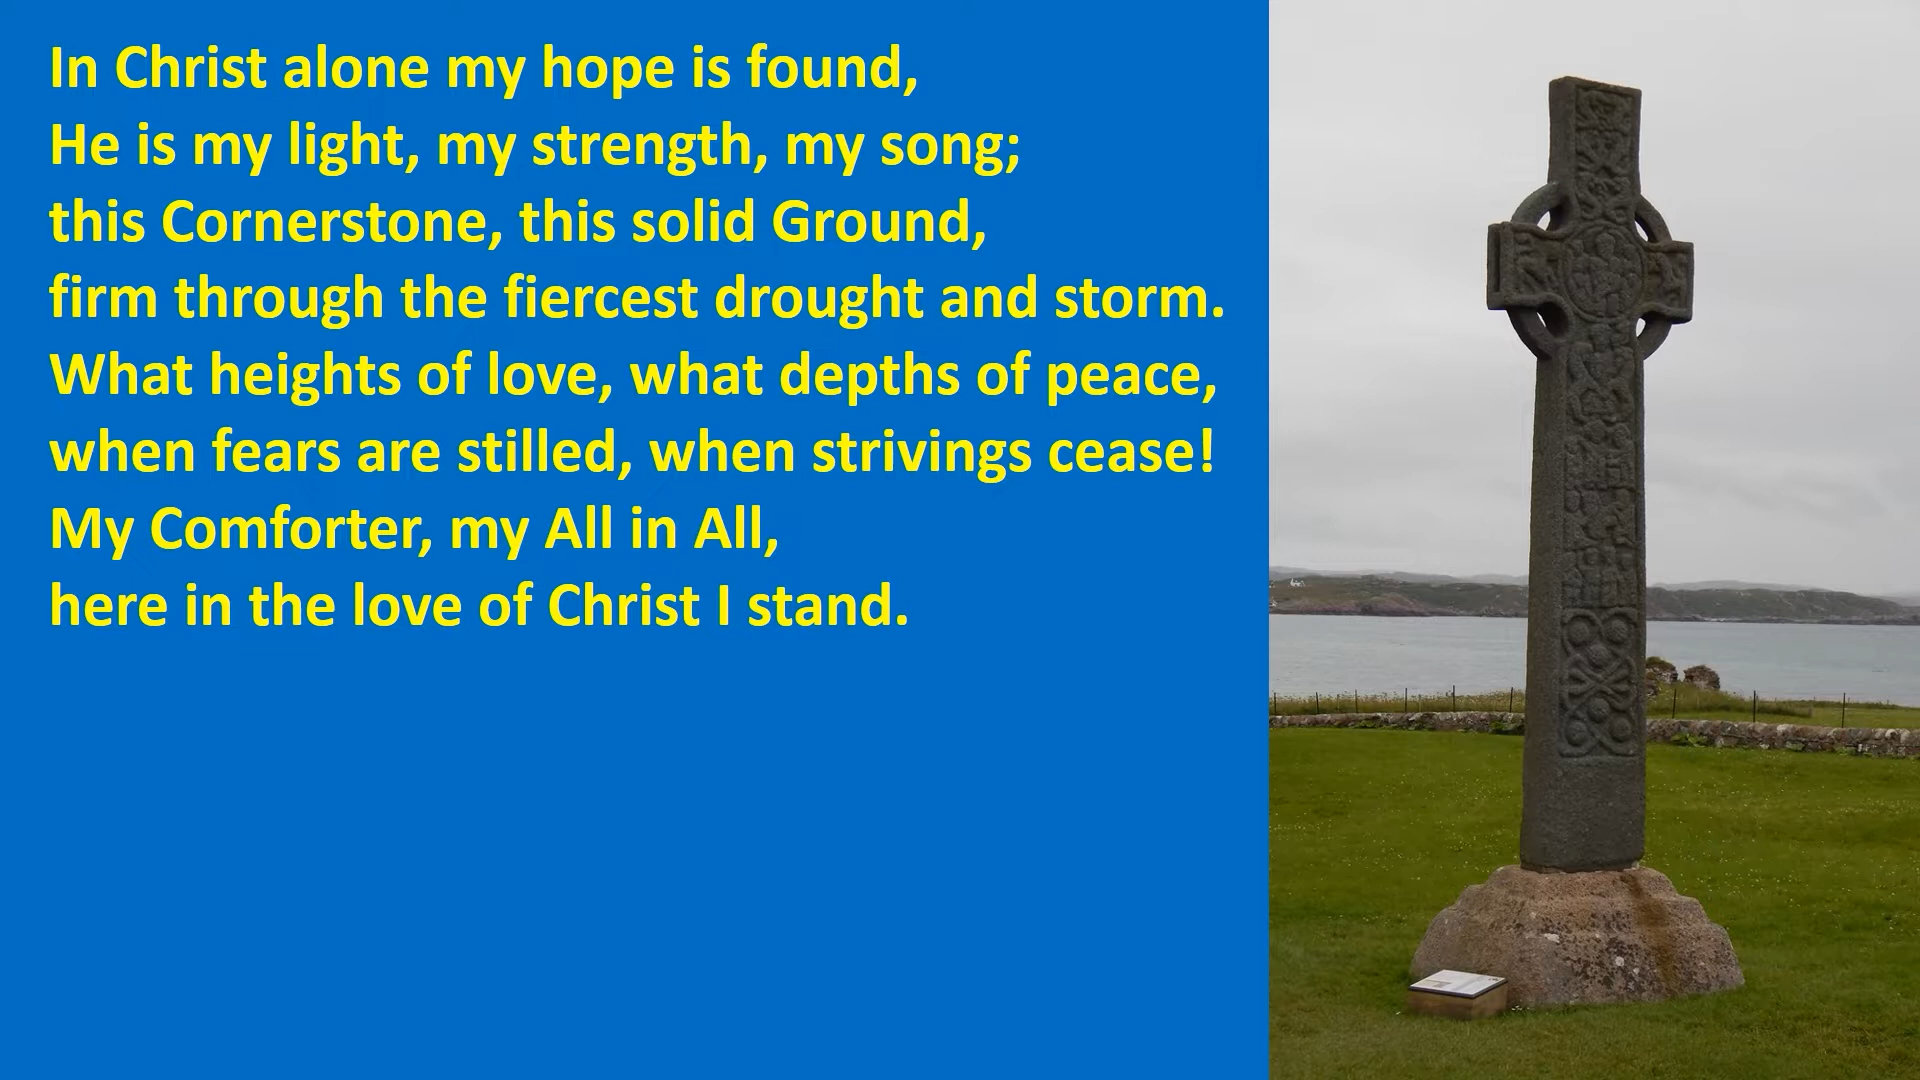 In Christ alone my hope is found,
He is my light, my strength, my song;
this Cornerstone, this solid Ground,
firm through the fiercest drought and storm.
What heights of love, what depths of peace,
when fears are stilled, when strivings cease!
My Comforter, my All in All,
here in the love of Christ I stand.